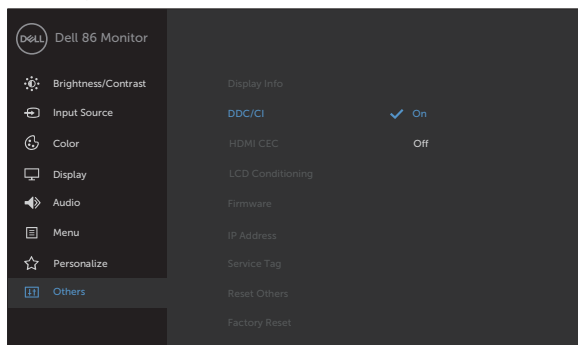 DELL Dell 86 Monitor
Brightness/Contrast Display Info
Input Source DDC/CI On
Color HDMI CEC Off
Display LCD Conditioning
Audio Firmware
Menu IP Address
Personalize Service Tag
Others Reset Others
Factory Reset